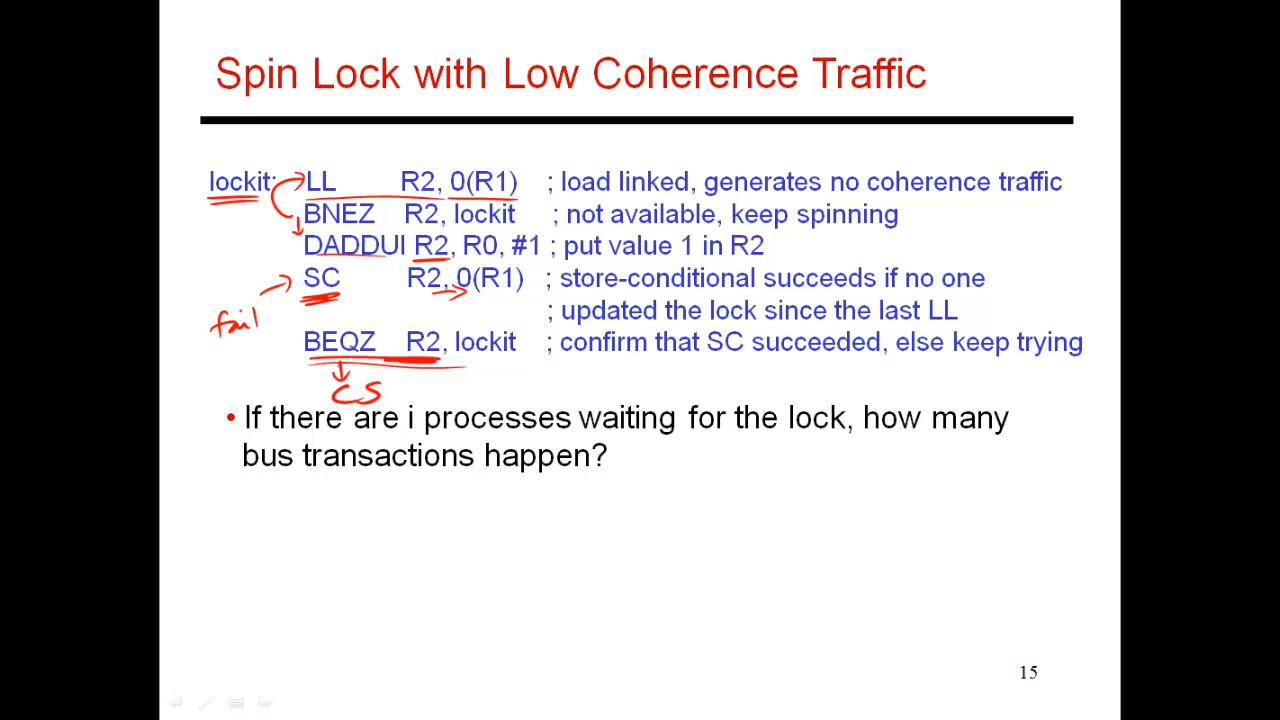 Spin Lock with Low Coherence Traffic
lockit: LL R2, 0(R1) ; load linked, generates no coherence traffic
BNEZ R2, lockit ; not available, keep spinning
DADDUI R2, R0, #1 ; put value 1 in R2
SC R2, 0(R1) ; store-conditional succeeds if no one
; updated the lock since the last LL
fail
BEQZ R2, lockit ; confirm that SC succeeded, else keep trying
CS
• If there are i processes waiting for the lock, how many
bus transactions happen?
15